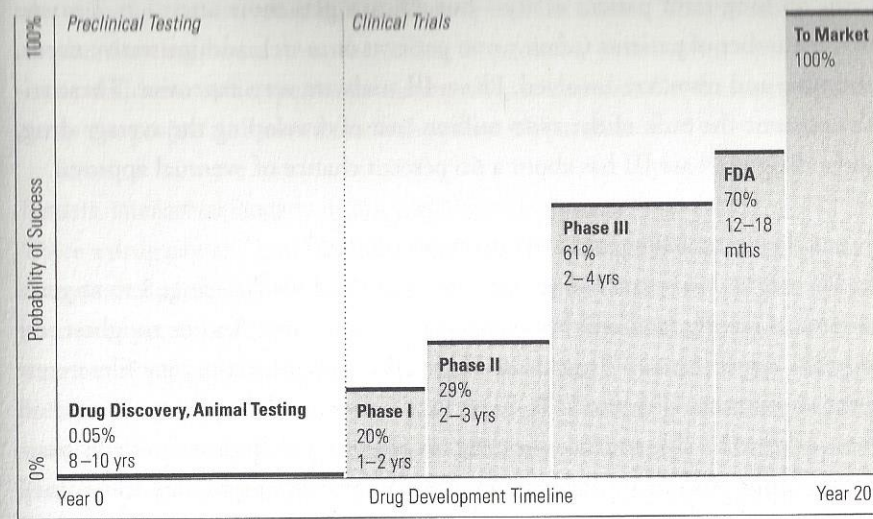 100%
Probability of Success
0%
Preclinical Testing
Clinical Trials
Drug Discovery, Animal Testing
0.05%
8–10 yrs
Phase I
20%
1–2 yrs
Phase II
29%
2–3 yrs
Phase III
61%
2–4 yrs
FDA
70%
12–18
mths
To Market
100%
Year 0
Drug Development Timeline
Year 20